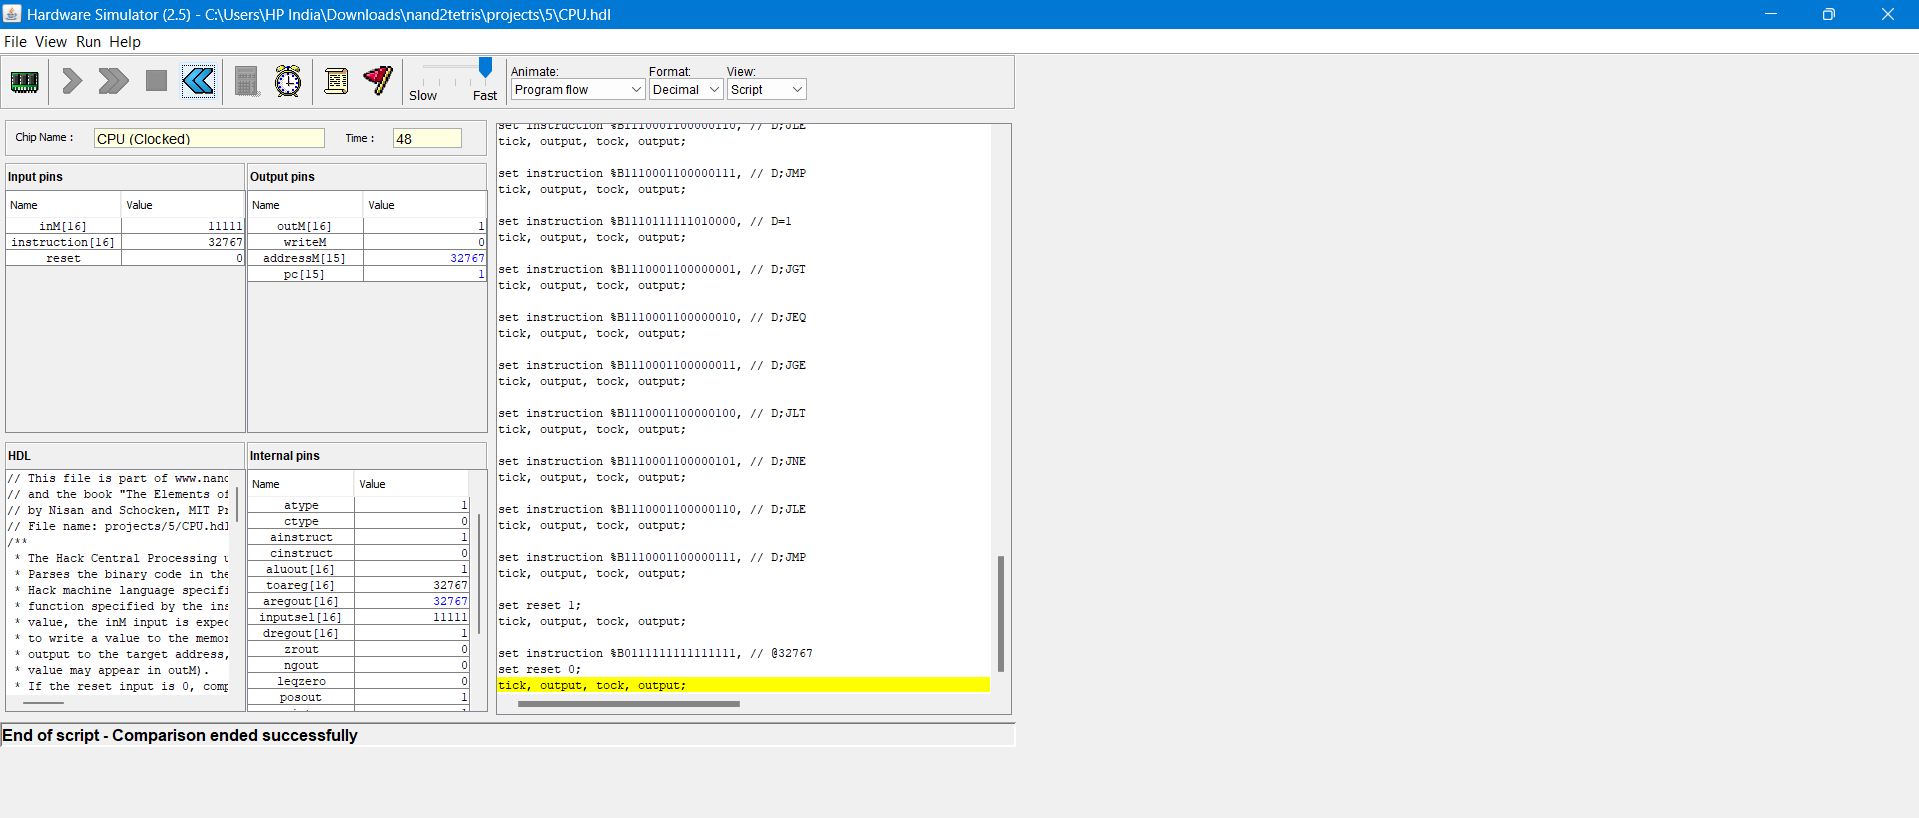 Hardware Simulator (2.5) - C:\Users\HP India\Downloads\nand2tetris\projects\5\CPU.hdl
File View Run Help
Slow Fast
Animate: Format: View:
Program flow Decimal Script
Chip Name : CPU (Clocked) Time : 48
Input pins
Name Value
inM[16] 11111
instruction[16] 32767
reset 0
Output pins
Name Value
outM[16] 1
writeM 0
addressM[15] 32767
pc[15] 1
HDL
// This file is part of www.nand
// and the book "The Elements of
// by Nisan and Schocken, MIT Pr
// File name: projects/5/CPU.hdl
/**
* The Hack Central Processing u
* Parses the binary code in the
* Hack machine language specifi
* function specified by the ins
* value, the inM input is expec
* to write a value to the memor
* output to the target address,
* value may appear in outM).
* If the reset input is 0, comp
Internal pins
Name Value
atype 1
ctype 0
ainstruct 1
cinstruct 0
aluout[16] 1
toareg[16] 32767
aregout[16] 32767
inputsel[16] 11111
dregout[16] 1
zrout 0
ngout 0
leqzero 0
posout 1
set instruction %B1110001100000110, // D;JLE
tick, output, tock, output;
set instruction %B1110001100000111, // D;JMP
tick, output, tock, output;
set instruction %B1110111111010000, // D=1
tick, output, tock, output;
set instruction %B1110001100000001, // D;JGT
tick, output, tock, output;
set instruction %B1110001100000010, // D;JEQ
tick, output, tock, output;
set instruction %B1110001100000011, // D;JGE
tick, output, tock, output;
set instruction %B1110001100000100, // D;JLT
tick, output, tock, output;
set instruction %B1110001100000101, // D;JNE
tick, output, tock, output;
set instruction %B1110001100000110, // D;JLE
tick, output, tock, output;
set instruction %B1110001100000111, // D;JMP
tick, output, tock, output;
set reset 1;
tick, output, tock, output;
set instruction %B0111111111111111, // @32767
set reset 0;
tick, output, tock, output;
End of script - Comparison ended successfully